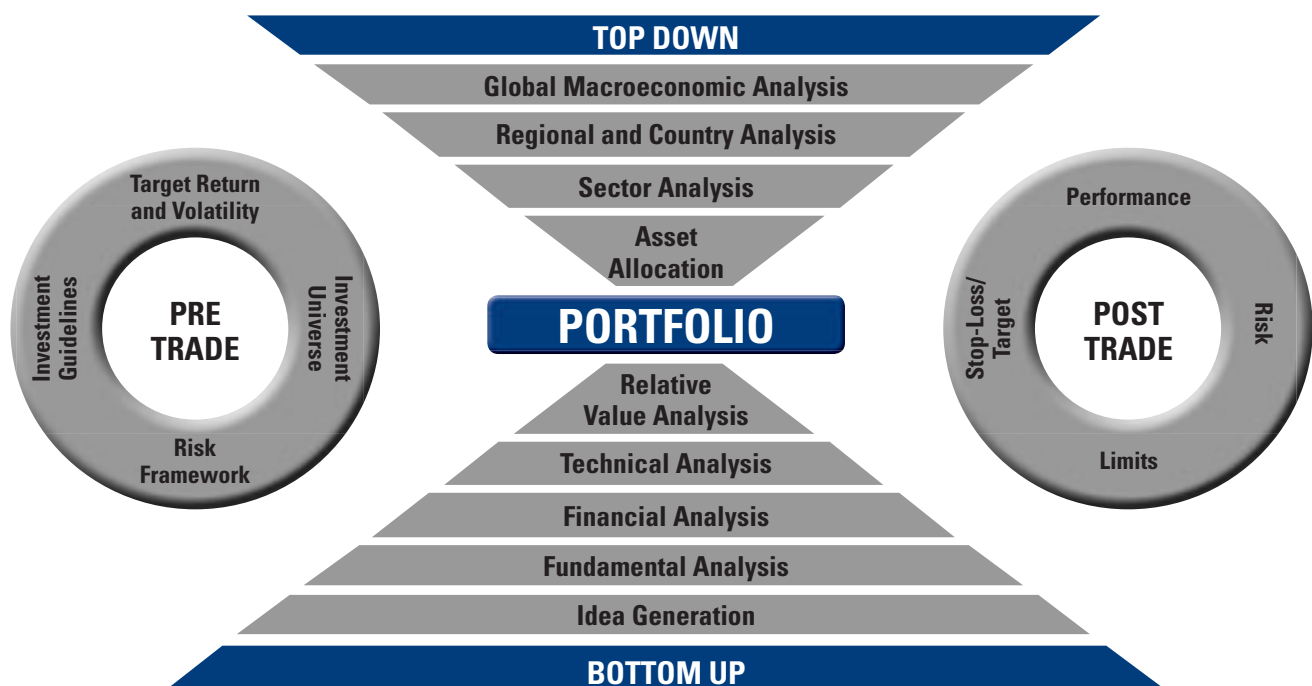 TOP DOWN
Global Macroeconomic Analysis
Regional and Country Analysis
Sector Analysis
Asset
Allocation
PORTFOLIO
Relative
Value Analysis
Technical Analysis
Financial Analysis
Fundamental Analysis
Idea Generation
BOTTOM UP
Target Return
and Volatility
Investment
Guidelines
PRE
TRADE
Investment
Universe
Risk
Framework
Performance
Stop-Loss/
Target
POST
TRADE
Risk
Limits